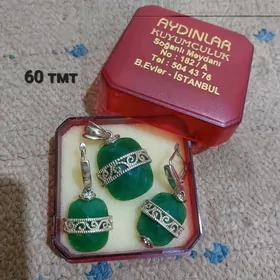 AYDINLAR
KUYUMCULUK
Soğanlı Meydanı
No : 182 / A
Tel : 504 43 76
B.Evler - İSTANBUL
60 тмт